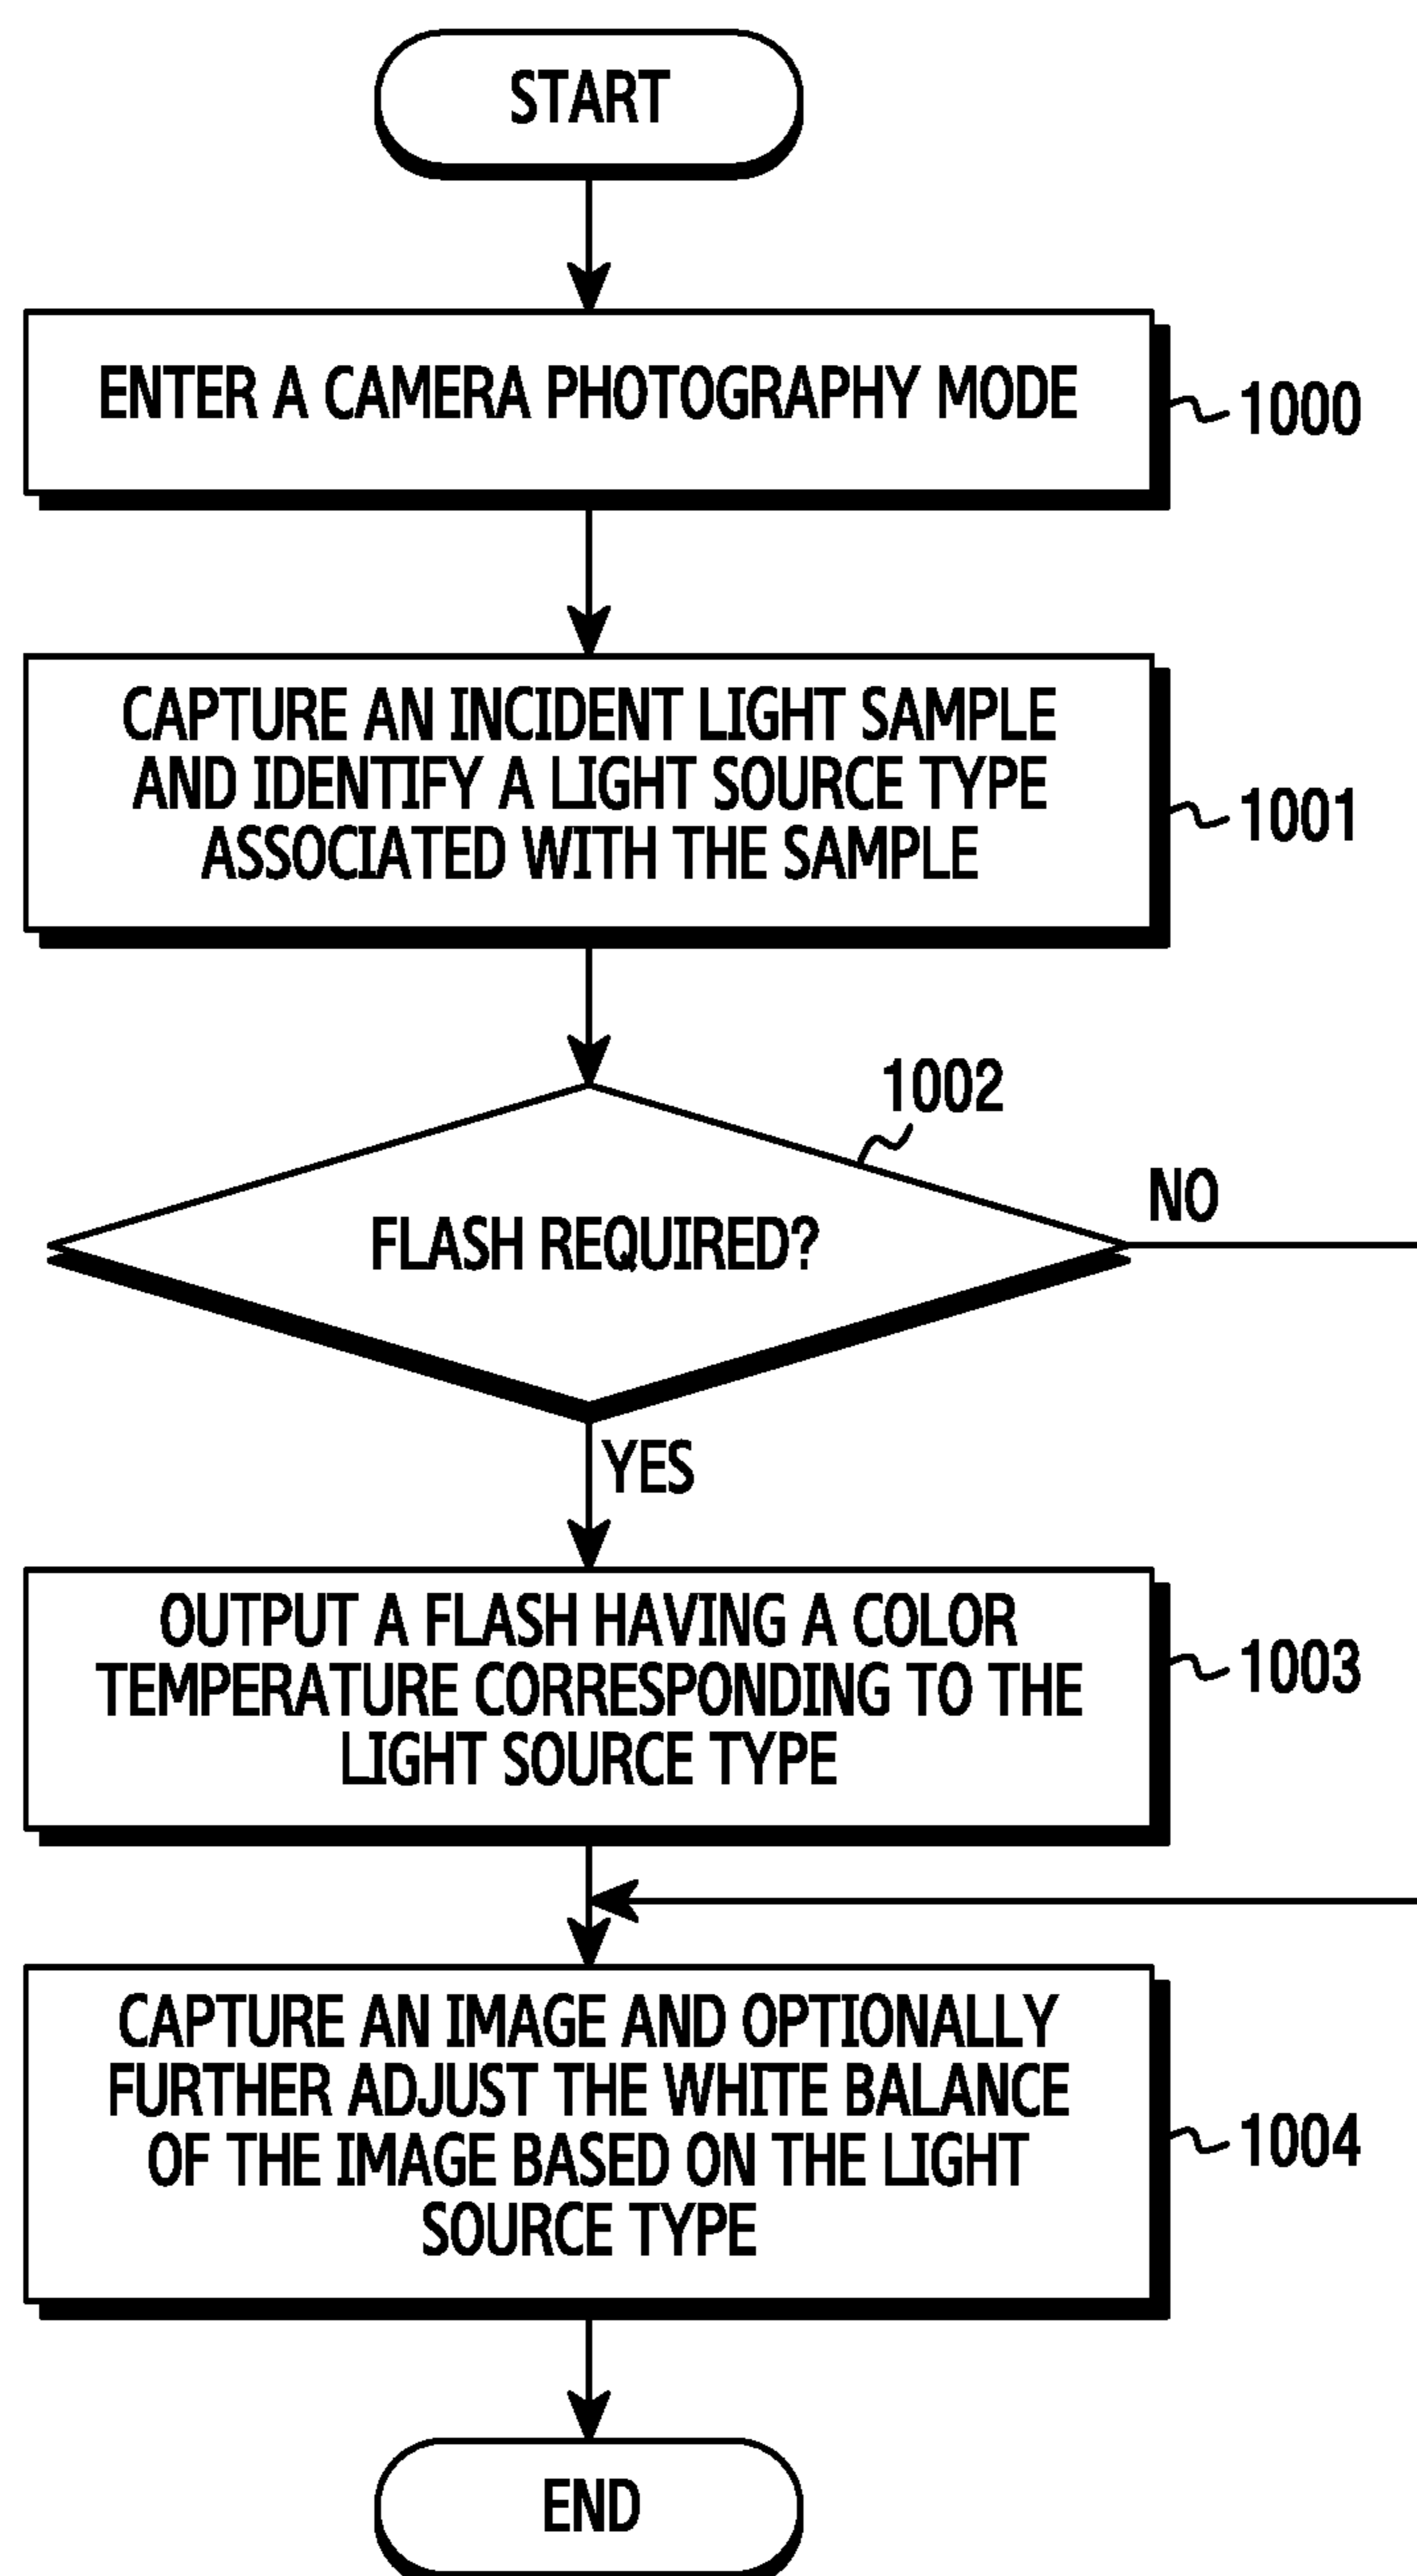 START
ENTER A CAMERA PHOTOGRAPHY MODE
1000
CAPTURE AN INCIDENT LIGHT SAMPLE
AND IDENTIFY A LIGHT SOURCE TYPE
ASSOCIATED WITH THE SAMPLE
1001
1002
FLASH REQUIRED?
NO
YES
OUTPUT A FLASH HAVING A COLOR
TEMPERATURE CORRESPONDING TO THE
LIGHT SOURCE TYPE
1003
CAPTURE AN IMAGE AND OPTIONALLY
FURTHER ADJUST THE WHITE BALANCE
OF THE IMAGE BASED ON THE LIGHT
SOURCE TYPE
1004
END